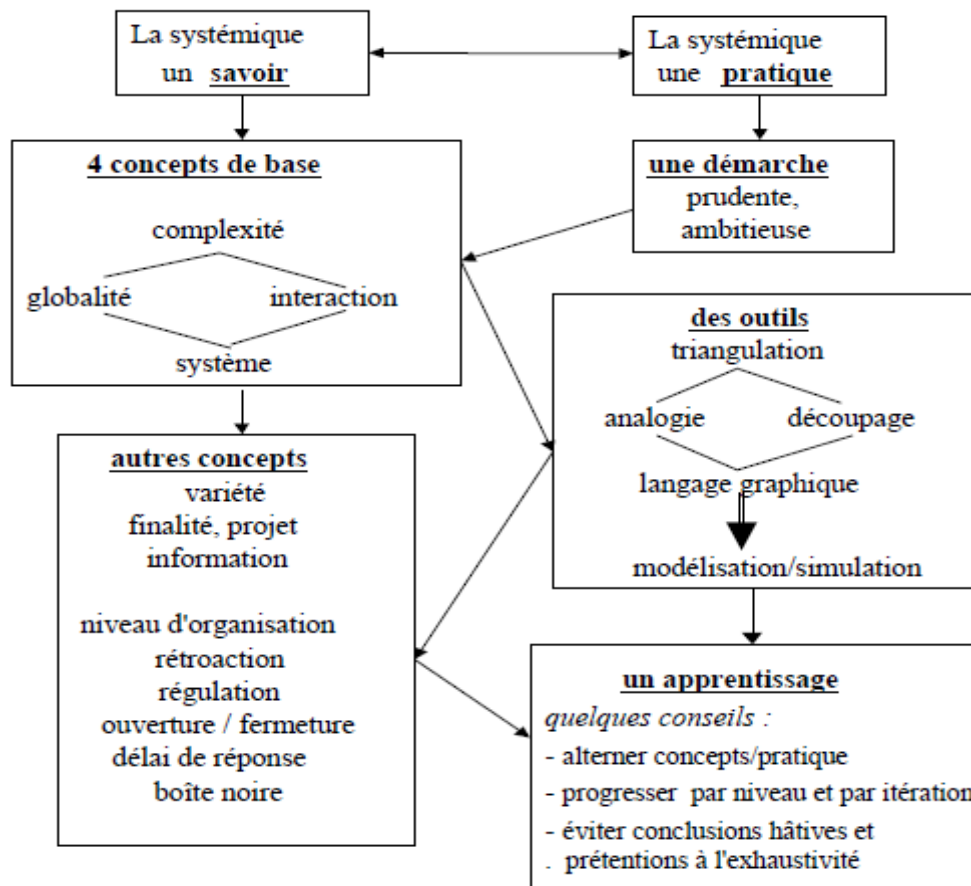 La systémique
un savoir
La systémique
une pratique
4 concepts de base
complexité
globalité interaction
système
une démarche
prudente,
ambitieuse
des outils
triangulation
analogie découpage
langage graphique
modélisation/simulation
autres concepts
variété
finalité, projet
information
niveau d'organisation
rétroaction
régulation
ouverture / fermeture
délai de réponse
boîte noire
un apprentissage
quelques conseils :
- alterner concepts/pratique
- progresser par niveau et par itération
- éviter conclusions hâtives et
. prétentions à l'exhaustivité